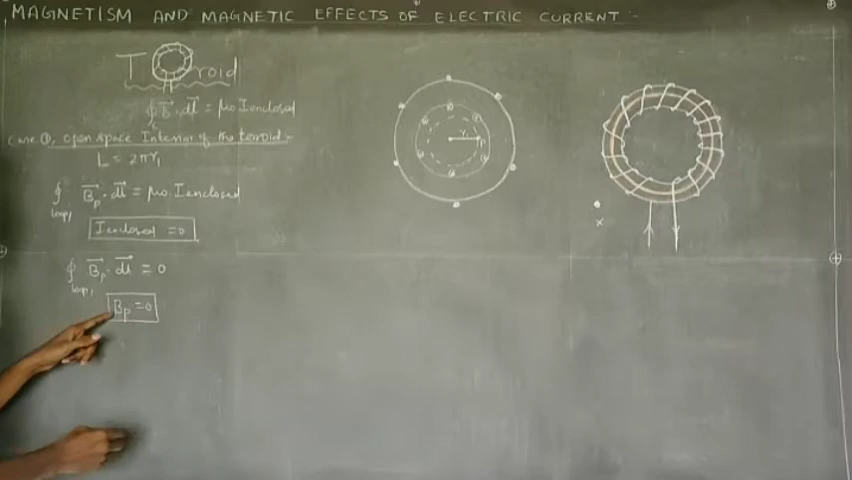 MAGNETISM AND MAGNETIC EFFECTS OF ELECTRIC CURRENT :-
TOroid
∮ B⃗ · dl⃗ = μo Ienclosed
case ①, open space Interior of the toroid :-
L = 2πr₁
∮ B⃗p · dl⃗ = μo Ienclosed
loop₁
Ienclosed = 0
∮ B⃗p · dl⃗ = 0
loop₁
Bp = 0
r₁
P
x